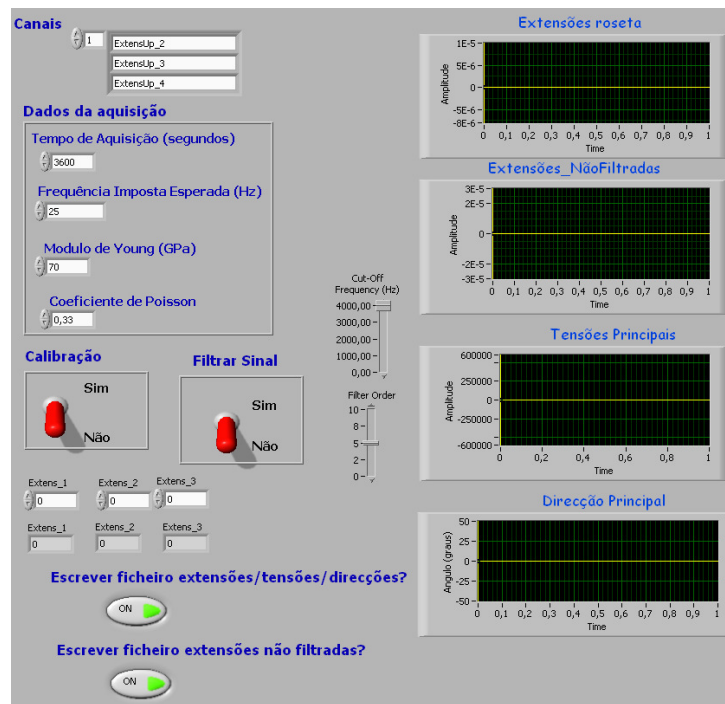 Canais
1
ExtensUp_2
ExtensUp_3
ExtensUp_4
Dados da aquisição
Tempo de Aquisição (segundos)
3600
Frequência Imposta Esperada (Hz)
25
Modulo de Young (GPa)
70
Coeficiente de Poisson
0,33
Calibração
Sim
Não
Filtrar Sinal
Sim
Não
Cut-Off
Frequency (Hz)
4000,00
3000,00
2000,00
1000,00
0,00
Filter Order
10
8
5
2
0
Extens_1 Extens_2 Extens_3
0 0 0
Extens_1 Extens_2 Extens_3
0 0 0
Escrever ficheiro extensões/tensões/direcções?
ON
Escrever ficheiro extensões não filtradas?
ON
Extensões roseta
Amplitude
1E-5
5E-6
0
-5E-6
-8E-6
0 0,1 0,2 0,3 0,4 0,5 0,6 0,7 0,8 0,9 1
Time
Extensões_NãoFiltradas
Amplitude
3E-5
2E-5
0
-2E-5
-3E-5
0 0,1 0,2 0,3 0,4 0,5 0,6 0,7 0,8 0,9 1
Time
Tensões Principais
Amplitude
600000
250000
0
-250000
-600000
0 0,2 0,4 0,6 0,8 1
Time
Direcção Principal
Angulo (graus)
50
25
0
-25
-50
0 0,1 0,2 0,3 0,4 0,5 0,6 0,7 0,8 0,9 1
Time